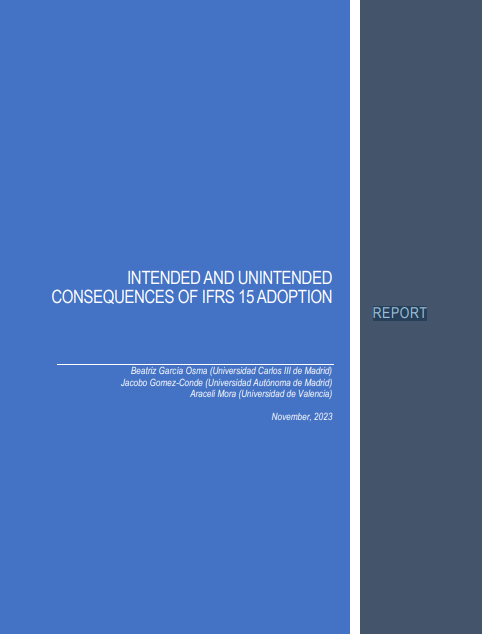 INTENDED AND UNINTENDED
CONSEQUENCES OF IFRS 15 ADOPTION
REPORT
Beatriz García Osma (Universidad Carlos III de Madrid)
Jacobo Gomez-Conde (Universidad Autónoma de Madrid)
Araceli Mora (Universidad de Valencia)
November, 2023